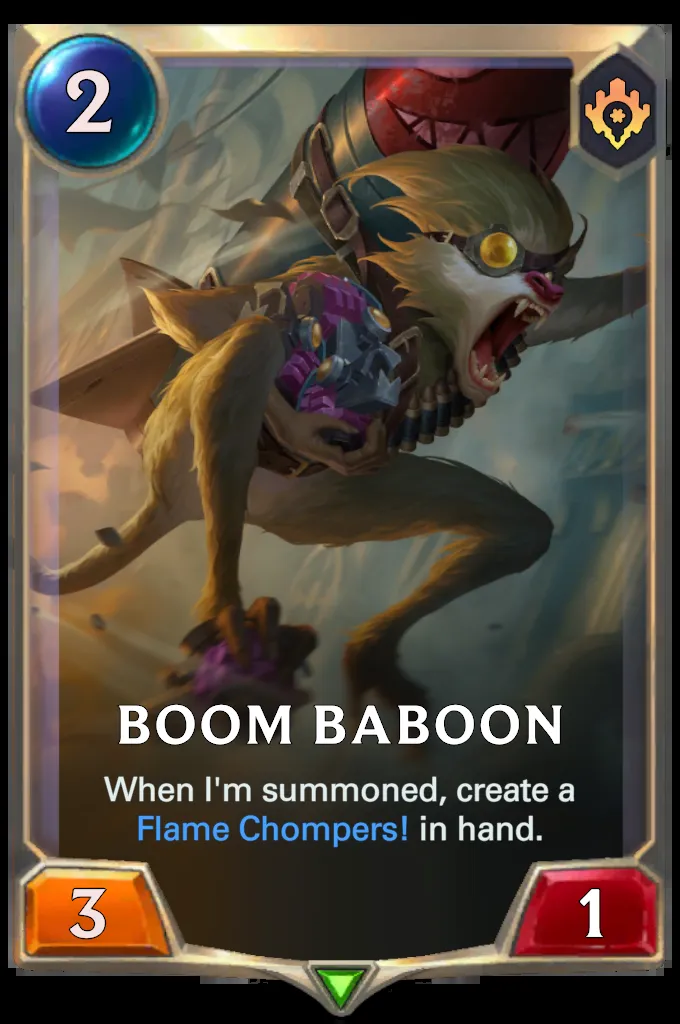 2
BOOM BABOON
When I'm summoned, create a
Flame Chompers! in hand.
3
1